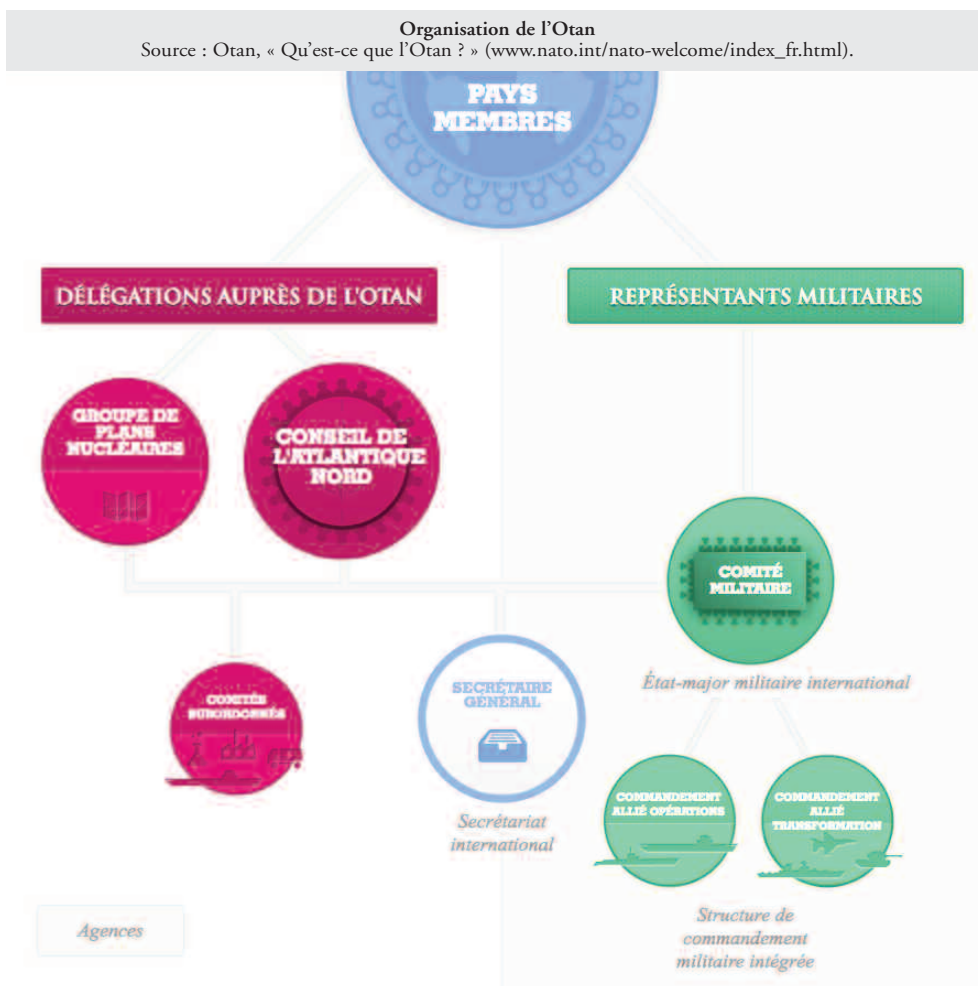 Organisation de l’Otan
Source : Otan, « Qu’est-ce que l’Otan ? » (www.nato.int/nato-welcome/index_fr.html).
PAYS
MEMBRES
DÉLÉGATIONS AUPRÈS DE L'OTAN
REPRÉSENTANTS MILITAIRES
GROUPE DE
PLANS
NUCLÉAIRES
CONSEIL DE
L'ATLANTIQUE
NORD
COMITÉ
MILITAIRE
État-major militaire international
COMITÉS
SUBORDONNÉS
SECRÉTAIRE
GÉNÉRAL
Secrétariat
international
COMMANDEMENT
ALLIÉ OPÉRATIONS
COMMANDEMENT
ALLIÉ
TRANSFORMATION
Structure de
commandement
militaire intégrée
Agences